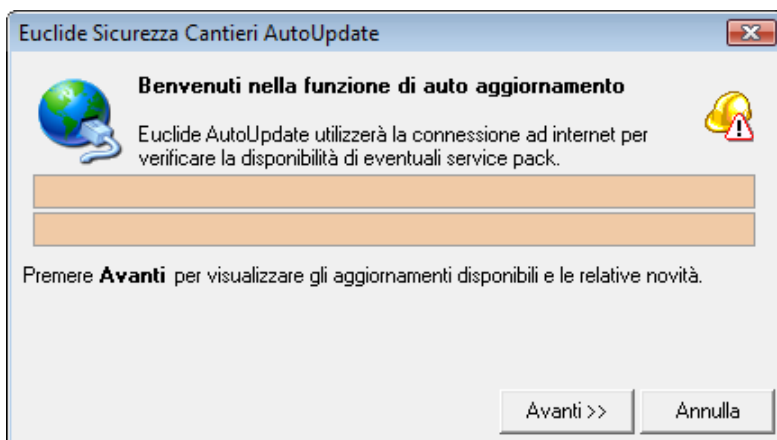 Euclide Sicurezza Cantieri AutoUpdate
Benvenuti nella funzione di auto aggiornamento
Euclide AutoUpdate utilizzerà la connessione ad internet per
verificare la disponibilità di eventuali service pack.
Premere Avanti per visualizzare gli aggiornamenti disponibili e le relative novità.
Avanti >>
Annulla